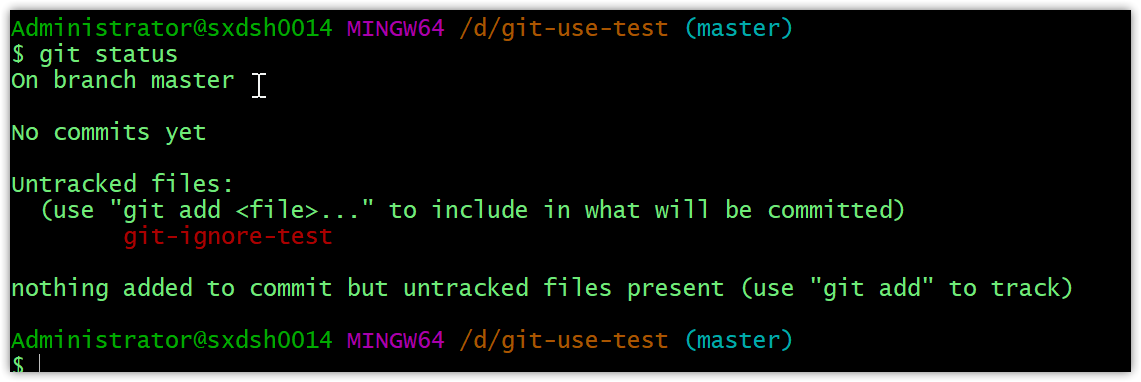 Administrator@sxdsh0014 MINGW64 /d/git-use-test (master)
$ git status
On branch master
No commits yet
Untracked files:
(use "git add <file>..." to include in what will be committed)
git-ignore-test
nothing added to commit but untracked files present (use "git add" to track)
Administrator@sxdsh0014 MINGW64 /d/git-use-test (master)
$